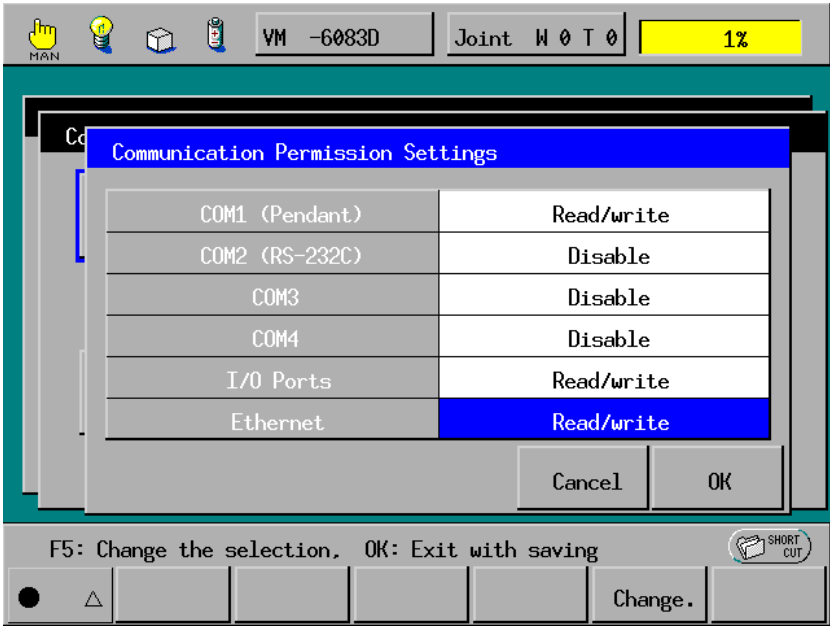 MAN
VM -6083D
Joint W 0 T 0
1%
Communication Permission Settings
COM1 (Pendant) Read/write
COM2 (RS-232C) Disable
COM3 Disable
COM4 Disable
I/O Ports Read/write
Ethernet Read/write
Cancel OK
F5: Change the selection, OK: Exit with saving
SHORT
CUT
Change.